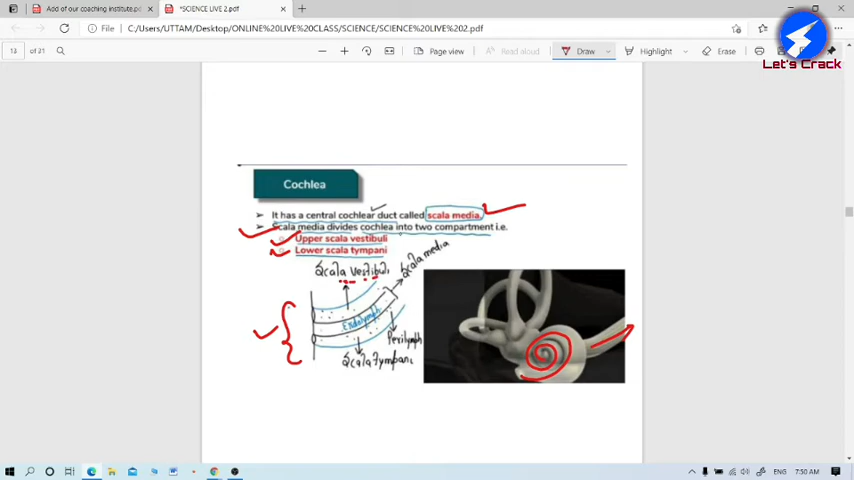 Add of our coaching institute.pd
*SCIENCE LIVE 2.pdf
File
C:/Users/UTTAM/Desktop/ONLINE%20LIVE%20CLASS/SCIENCE/SCIENCE%20LIVE%202.pdf
Let's Crack
13 of 21
Page view
Read aloud
Draw
Highlight
Erase
Cochlea
➢ It has a central cochlear duct called scala media.
➢ Scala media divides cochlea into two compartment i.e.
Upper scala vestibuli
Lower scala tympani
Scala Vestibuli
Scala media
Endolymph
Perilymph
Scala tympani
ENG
7:50 AM